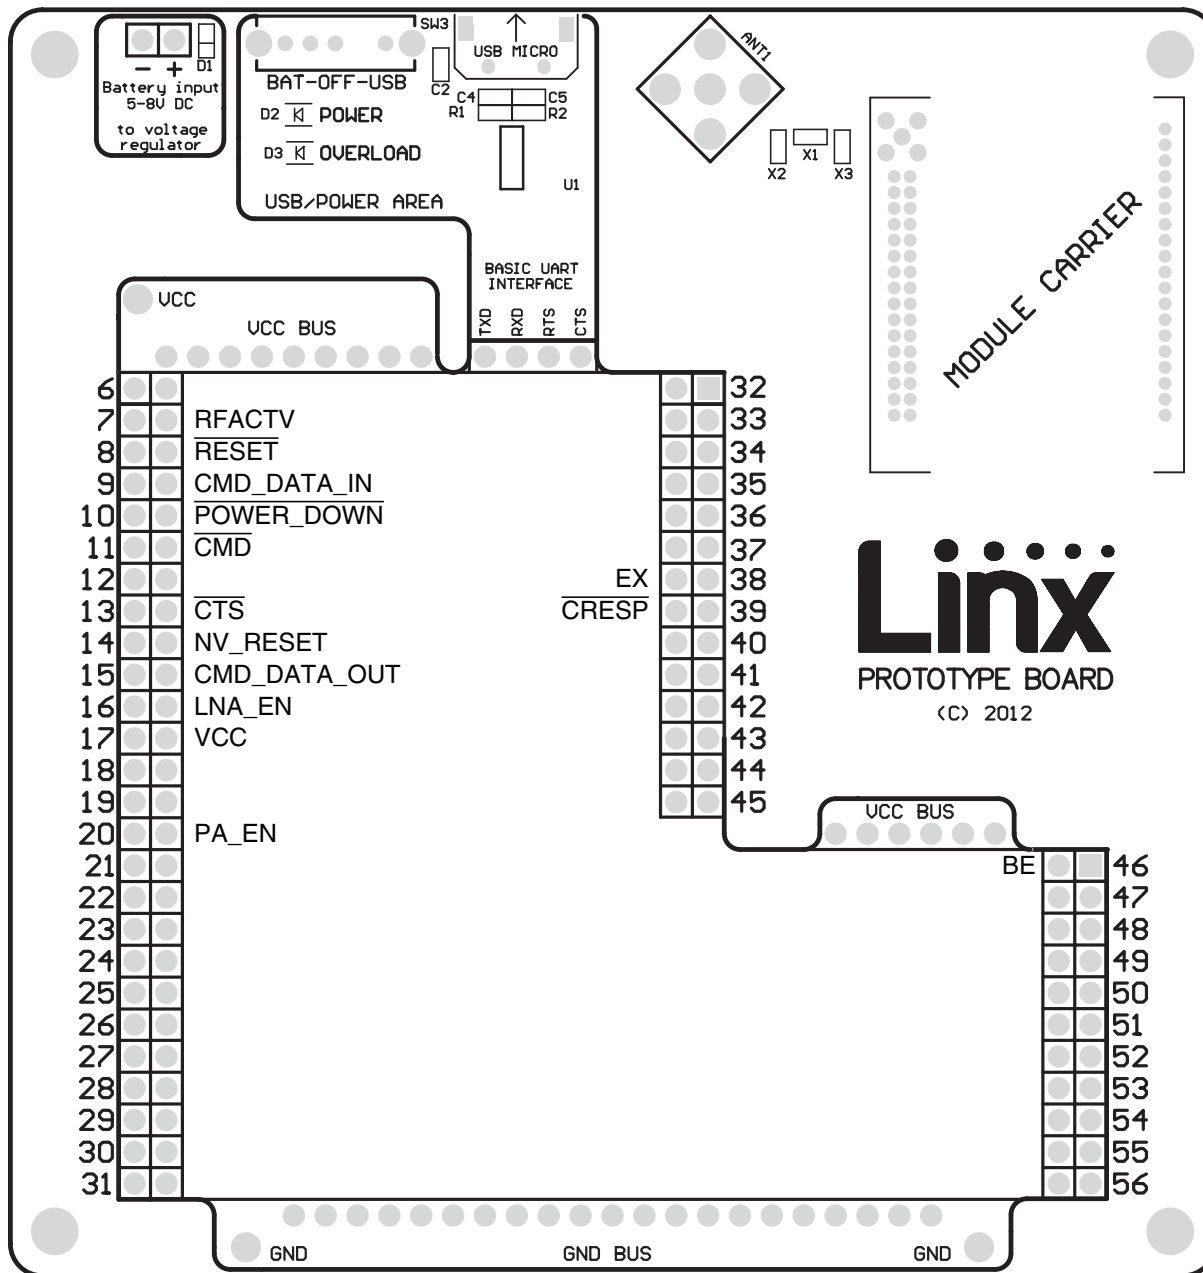 SW3
USB MICRO
ANT1
− +
D1
Battery input
5-8V DC
to voltage
regulator
BAT-OFF-USB
C2
D2 POWER
D3 OVERLOAD
USB/POWER AREA
C4
C5
R1
R2
U1
X2
X1
X3
MODULE CARRIER
BASIC UART
INTERFACE
TXD
RXD
RTS
CTS
VCC
VCC BUS
6
7 RFACTV
8 RESET
9 CMD_DATA_IN
10 POWER_DOWN
11 CMD
12
13 CTS
14 NV_RESET
15 CMD_DATA_OUT
16 LNA_EN
17 VCC
18
19
20 PA_EN
21
22
23
24
25
26
27
28
29
30
31
32
33
34
35
36
37
EX 38
CRESP 39
40
41
42
43
44
45
Linx
PROTOTYPE BOARD
(C) 2012
VCC BUS
BE 46
47
48
49
50
51
52
53
54
55
56
GND
GND BUS
GND